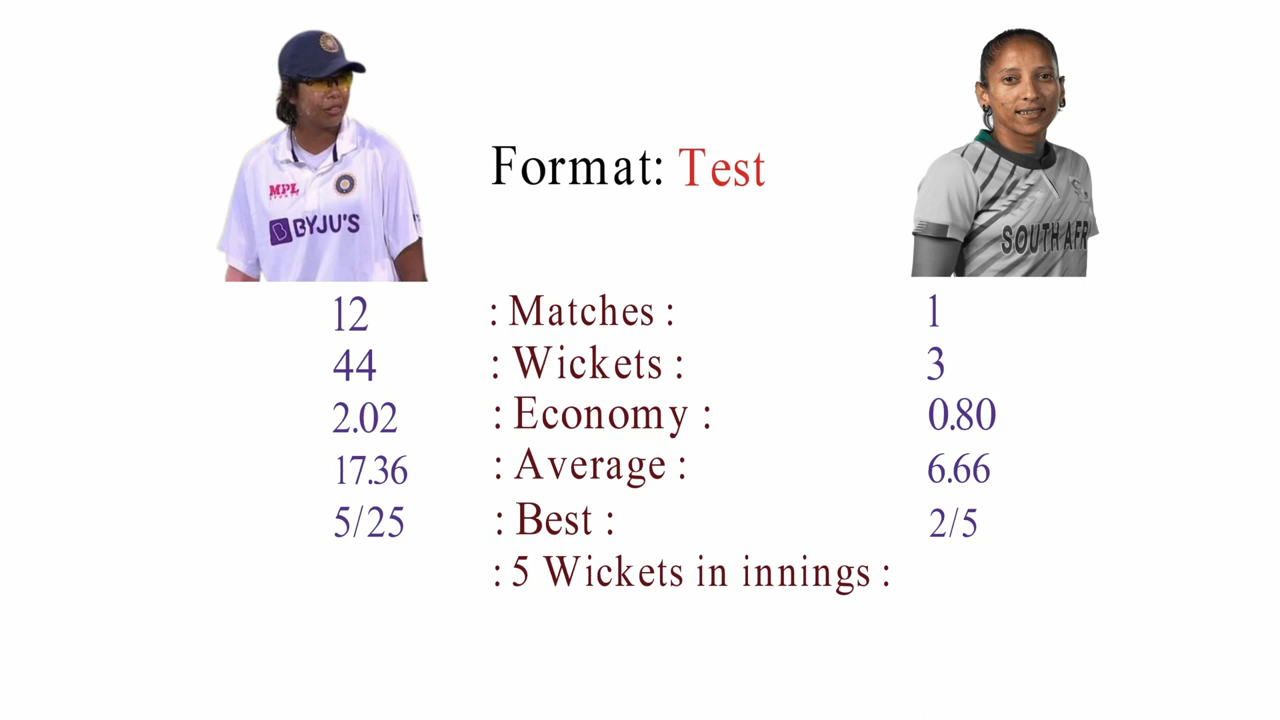 Format: Test
MPL
SPORTS
BYJU'S
SOUTH AFR
12 : Matches : 1
44 : Wickets : 3
2.02 : Economy : 0.80
17.36 : Average : 6.66
5/25 : Best : 2/5
: 5 Wickets in innings :